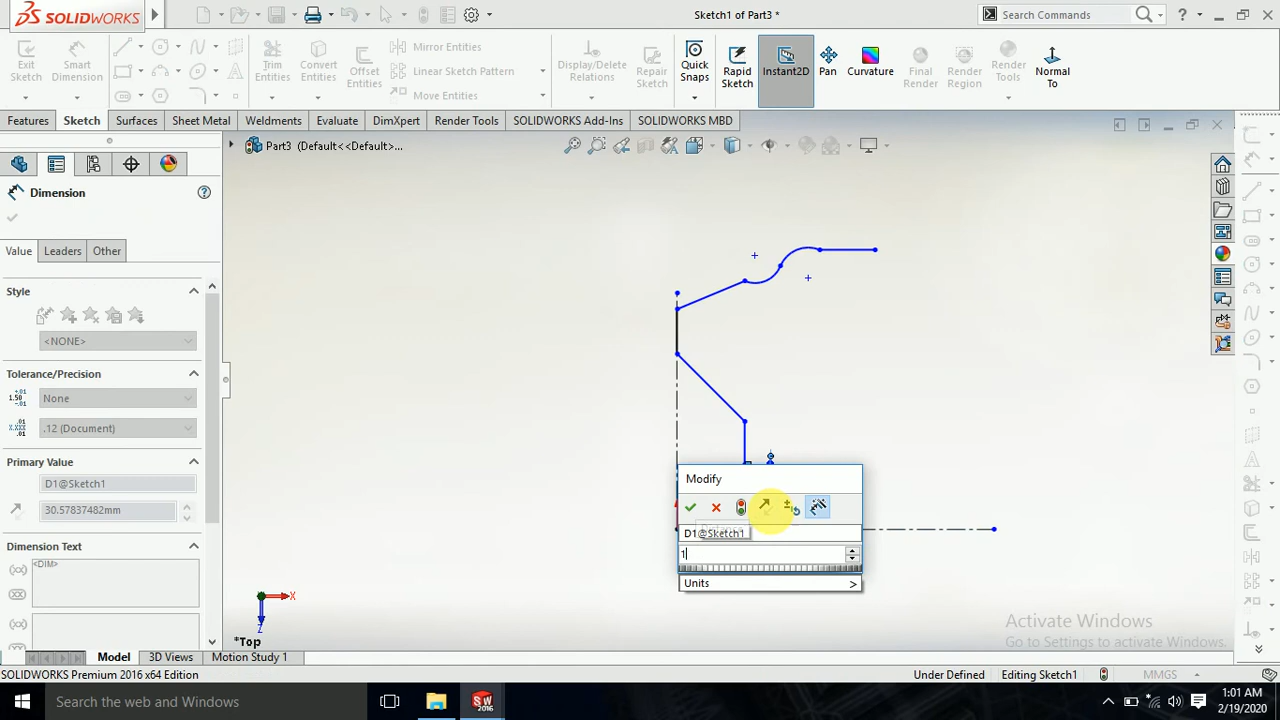 SOLIDWORKS
Sketch1 of Part3 *
Search Commands
?
Exit Sketch
Smart Dimension
Trim Entities
Convert Entities
Offset Entities
Mirror Entities
Linear Sketch Pattern
Move Entities
Display/Delete Relations
Repair Sketch
Quick Snaps
Rapid Sketch
Instant2D
Pan
Curvature
Final Render
Render Region
Render Tools
Normal To
Features
Sketch
Surfaces
Sheet Metal
Weldments
Evaluate
DimXpert
Render Tools
SOLIDWORKS Add-Ins
SOLIDWORKS MBD
Part3 (Default<<Default>...
Dimension
?
Value
Leaders
Other
Style
<NONE>
Tolerance/Precision
None
.12 (Document)
Primary Value
D1@Sketch1
30.57837482mm
Dimension Text
<DIM>
Modify
D1@Sketch1
1
Units
>
X
Z
*Top
Activate Windows
Go to Settings to activate Windows.
Model
3D Views
Motion Study 1
SOLIDWORKS Premium 2016 x64 Edition
Under Defined
Editing Sketch1
MMGS
Search the web and Windows
SW
2016
1:01 AM
2/19/2020